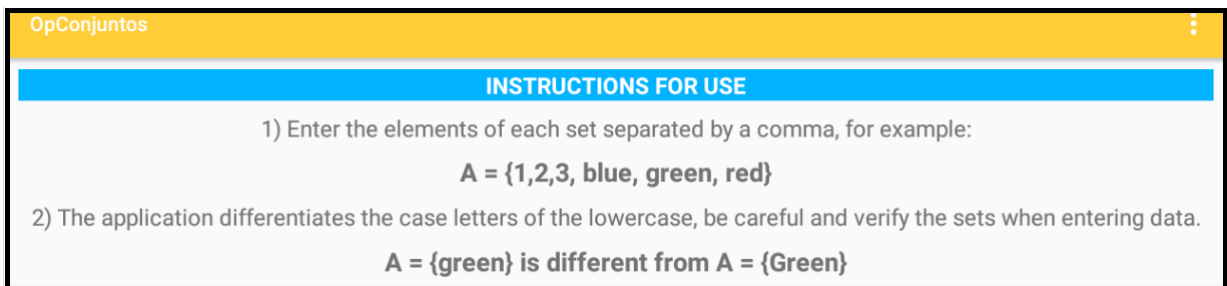 OpConjuntos
INSTRUCTIONS FOR USE
1) Enter the elements of each set separated by a comma, for example:
A = {1,2,3, blue, green, red}
2) The application differentiates the case letters of the lowercase, be careful and verify the sets when entering data.
A = {green} is different from A = {Green}